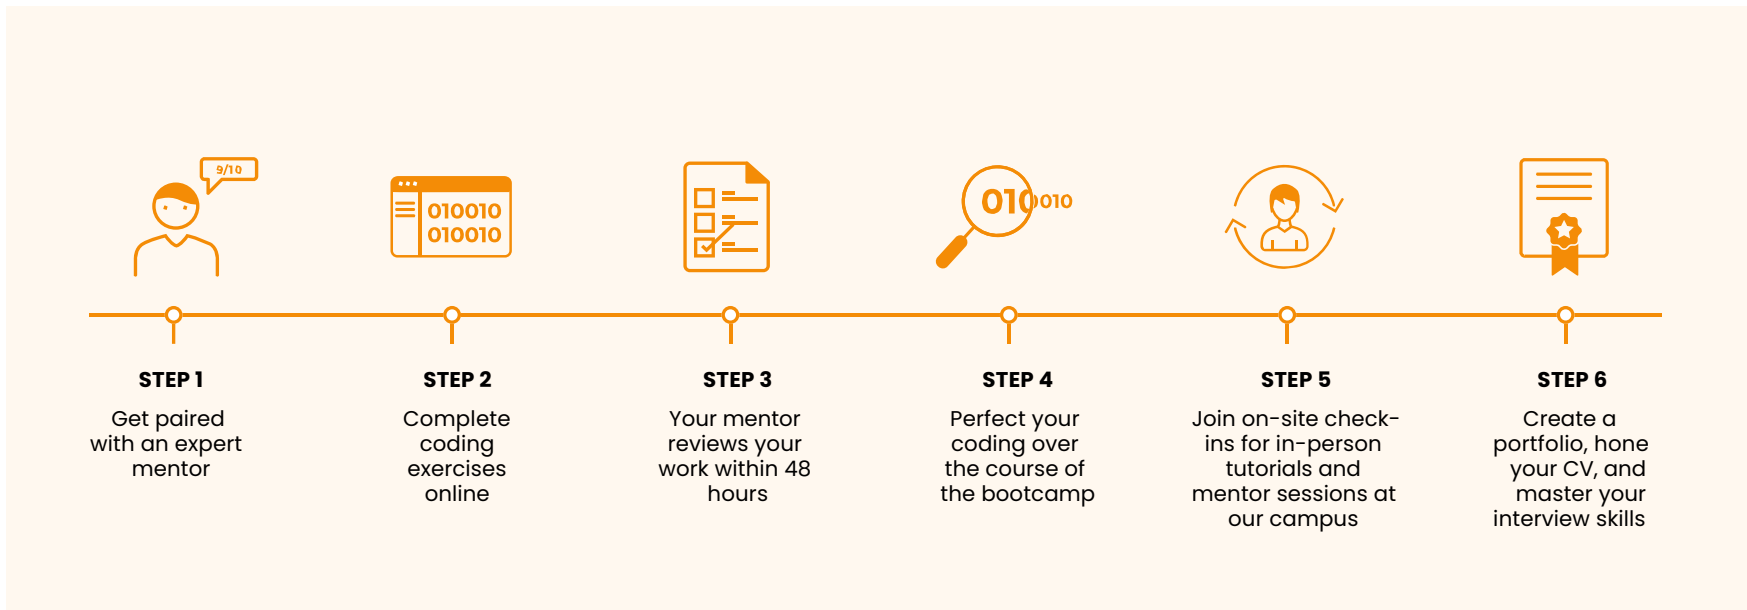 9/10
010010
010010
010
0010
STEP 1
Get paired
with an expert
mentor
STEP 2
Complete
coding
exercises
online
STEP 3
Your mentor
reviews your
work within 48
hours
STEP 4
Perfect your
coding over
the course of
the bootcamp
STEP 5
Join on-site check-
ins for in-person
tutorials and
mentor sessions at
our campus
STEP 6
Create a
portfolio, hone
your CV, and
master your
interview skills